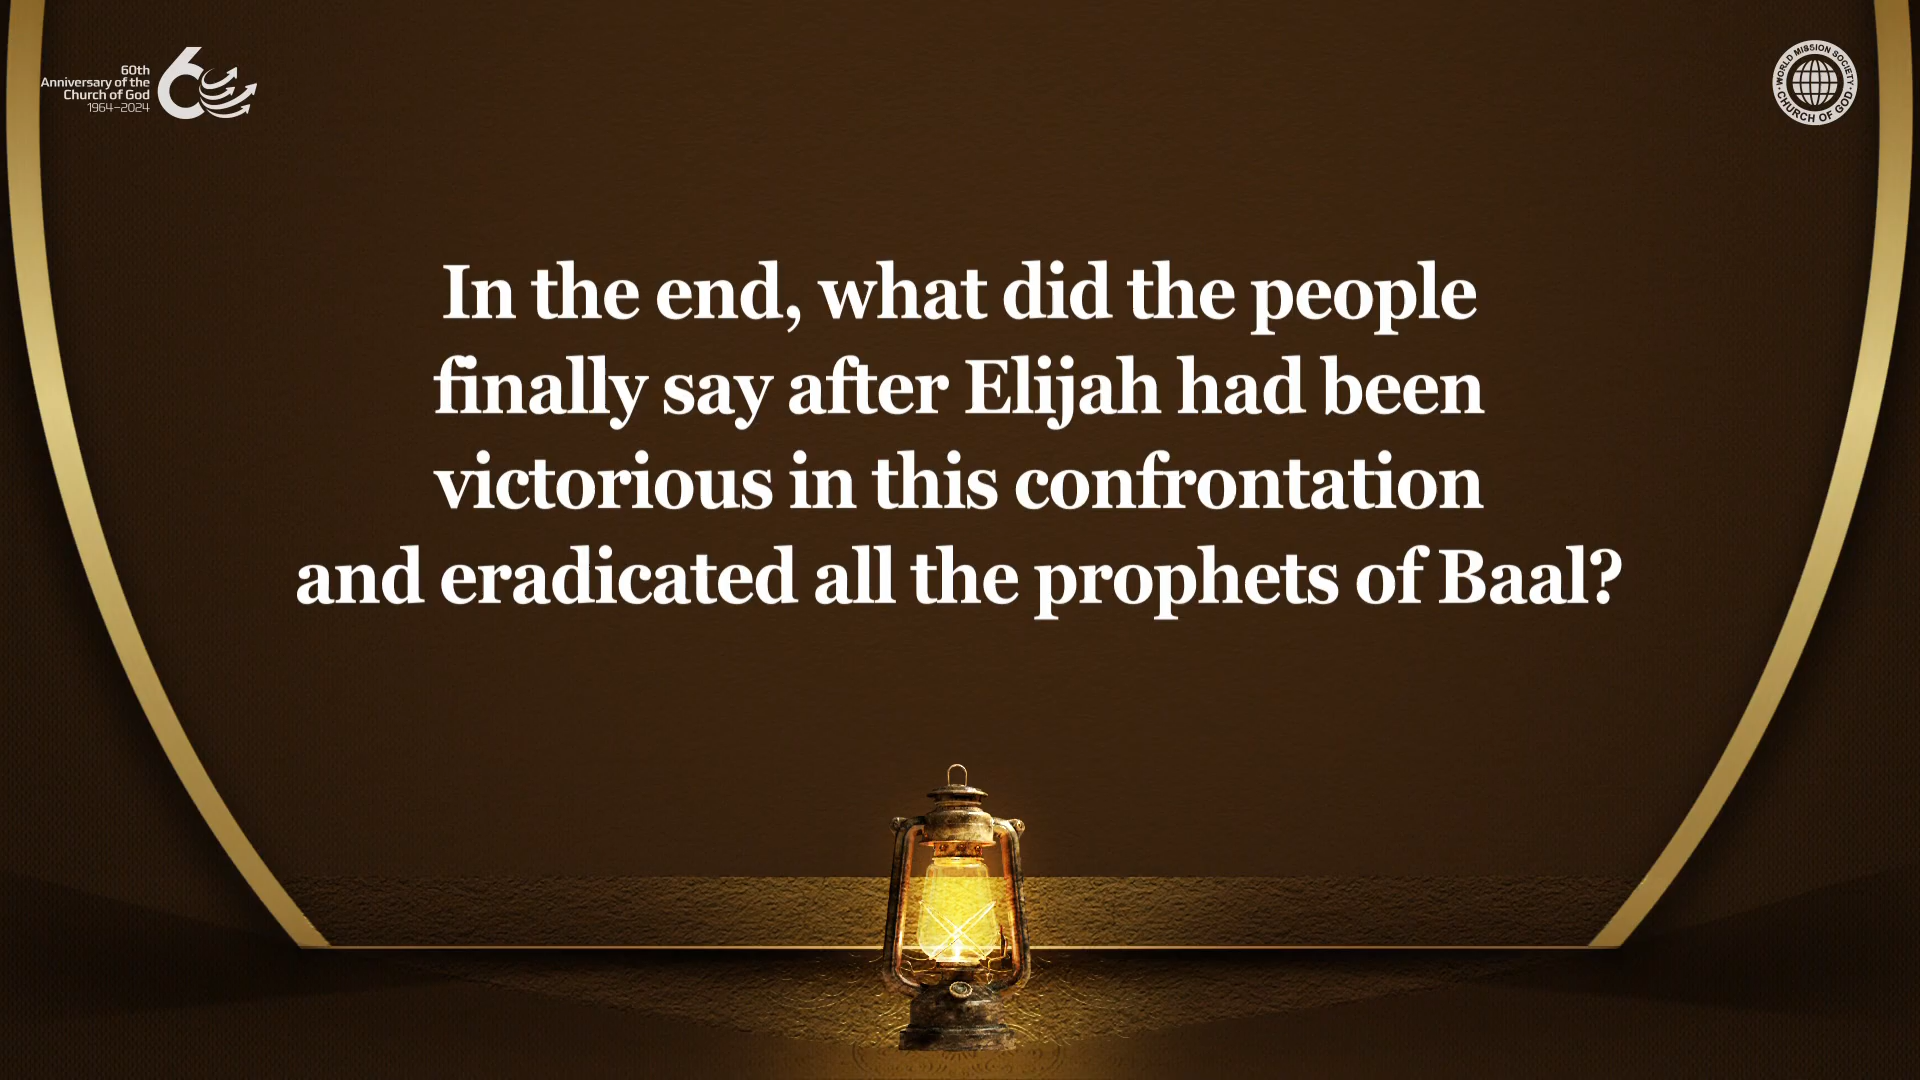 60th
Anniversary of the
Church of God
1964–2024
60
WORLD MISSION SOCIETY
CHURCH OF GOD
In the end, what did the people
finally say after Elijah had been
victorious in this confrontation
and eradicated all the prophets of Baal?